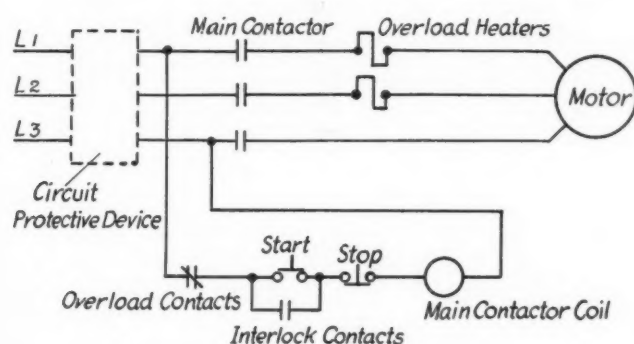 L1
Main Contactor
Overload Heaters
L2
Motor
L3
Circuit
Protective Device
Start
Stop
Overload Contacts
Main Contactor Coil
Interlock Contacts